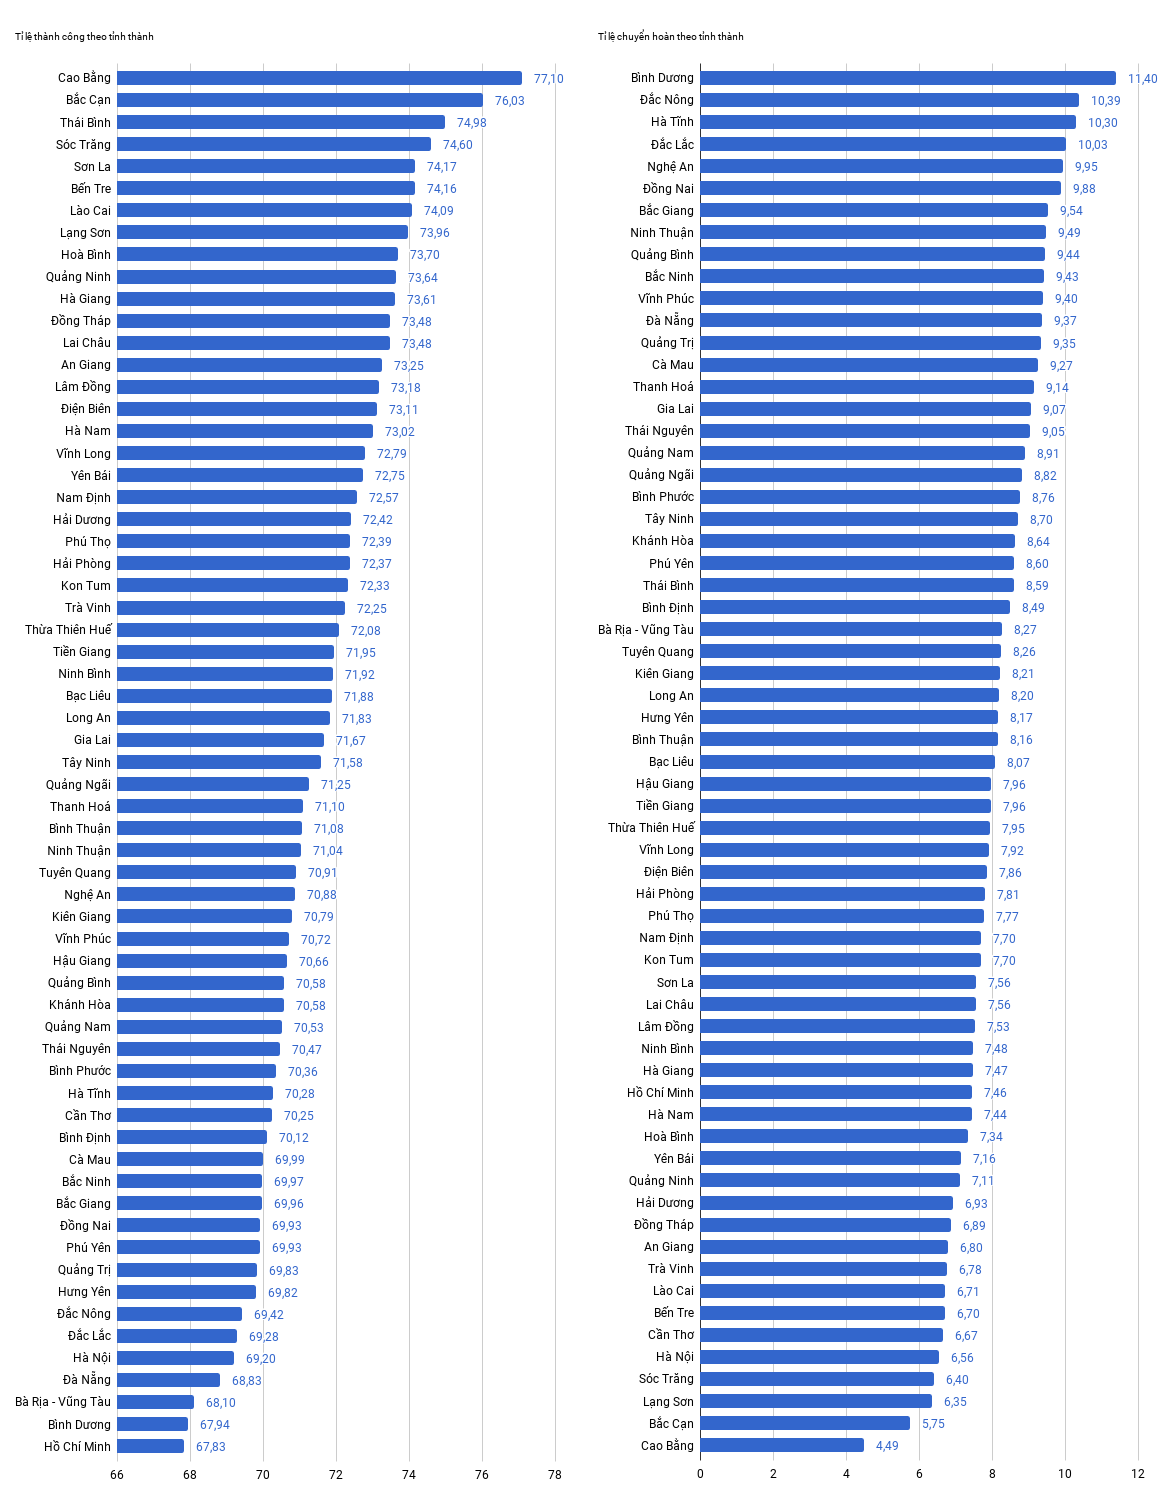 Tỉ lệ thành công theo tỉnh thành
Cao Bằng 77,10
Bắc Cạn 76,03
Thái Bình 74,98
Sóc Trăng 74,60
Sơn La 74,17
Bến Tre 74,16
Lào Cai 74,09
Lạng Sơn 73,96
Hoà Bình 73,70
Quảng Ninh 73,64
Hà Giang 73,61
Đồng Tháp 73,48
Lai Châu 73,48
An Giang 73,25
Lâm Đồng 73,18
Điện Biên 73,11
Hà Nam 73,02
Vĩnh Long 72,79
Yên Bái 72,75
Nam Định 72,57
Hải Dương 72,42
Phú Thọ 72,39
Hải Phòng 72,37
Kon Tum 72,33
Trà Vinh 72,25
Thừa Thiên Huế 72,08
Tiền Giang 71,95
Ninh Bình 71,92
Bạc Liêu 71,88
Long An 71,83
Gia Lai 71,67
Tây Ninh 71,58
Quảng Ngãi 71,25
Thanh Hoá 71,10
Bình Thuận 71,08
Ninh Thuận 71,04
Tuyên Quang 70,91
Nghệ An 70,88
Kiên Giang 70,79
Vĩnh Phúc 70,72
Hậu Giang 70,66
Quảng Bình 70,58
Khánh Hòa 70,58
Quảng Nam 70,53
Thái Nguyên 70,47
Bình Phước 70,36
Hà Tĩnh 70,28
Cần Thơ 70,25
Bình Định 70,12
Cà Mau 69,99
Bắc Ninh 69,97
Bắc Giang 69,96
Đồng Nai 69,93
Phú Yên 69,93
Quảng Trị 69,83
Hưng Yên 69,82
Đắc Nông 69,42
Đắc Lắc 69,28
Hà Nội 69,20
Đà Nẵng 68,83
Bà Rịa - Vũng Tàu 68,10
Bình Dương 67,94
Hồ Chí Minh 67,83
66 68 70 72 74 76 78
Tỉ lệ chuyển hoàn theo tỉnh thành
Bình Dương 11,40
Đắc Nông 10,39
Hà Tĩnh 10,30
Đắc Lắc 10,03
Nghệ An 9,95
Đồng Nai 9,88
Bắc Giang 9,54
Ninh Thuận 9,49
Quảng Bình 9,44
Bắc Ninh 9,43
Vĩnh Phúc 9,40
Đà Nẵng 9,37
Quảng Trị 9,35
Cà Mau 9,27
Thanh Hoá 9,14
Gia Lai 9,07
Thái Nguyên 9,05
Quảng Nam 8,91
Quảng Ngãi 8,82
Bình Phước 8,76
Tây Ninh 8,70
Khánh Hòa 8,64
Phú Yên 8,60
Thái Bình 8,59
Bình Định 8,49
Bà Rịa - Vũng Tàu 8,27
Tuyên Quang 8,26
Kiên Giang 8,21
Long An 8,20
Hưng Yên 8,17
Bình Thuận 8,16
Bạc Liêu 8,07
Hậu Giang 7,96
Tiền Giang 7,96
Thừa Thiên Huế 7,95
Vĩnh Long 7,92
Điện Biên 7,86
Hải Phòng 7,81
Phú Thọ 7,77
Nam Định 7,70
Kon Tum 7,70
Sơn La 7,56
Lai Châu 7,56
Lâm Đồng 7,53
Ninh Bình 7,48
Hà Giang 7,47
Hồ Chí Minh 7,46
Hà Nam 7,44
Hoà Bình 7,34
Yên Bái 7,16
Quảng Ninh 7,11
Hải Dương 6,93
Đồng Tháp 6,89
An Giang 6,80
Trà Vinh 6,78
Lào Cai 6,71
Bến Tre 6,70
Cần Thơ 6,67
Hà Nội 6,56
Sóc Trăng 6,40
Lạng Sơn 6,35
Bắc Cạn 5,75
Cao Bằng 4,49
0 2 4 6 8 10 12